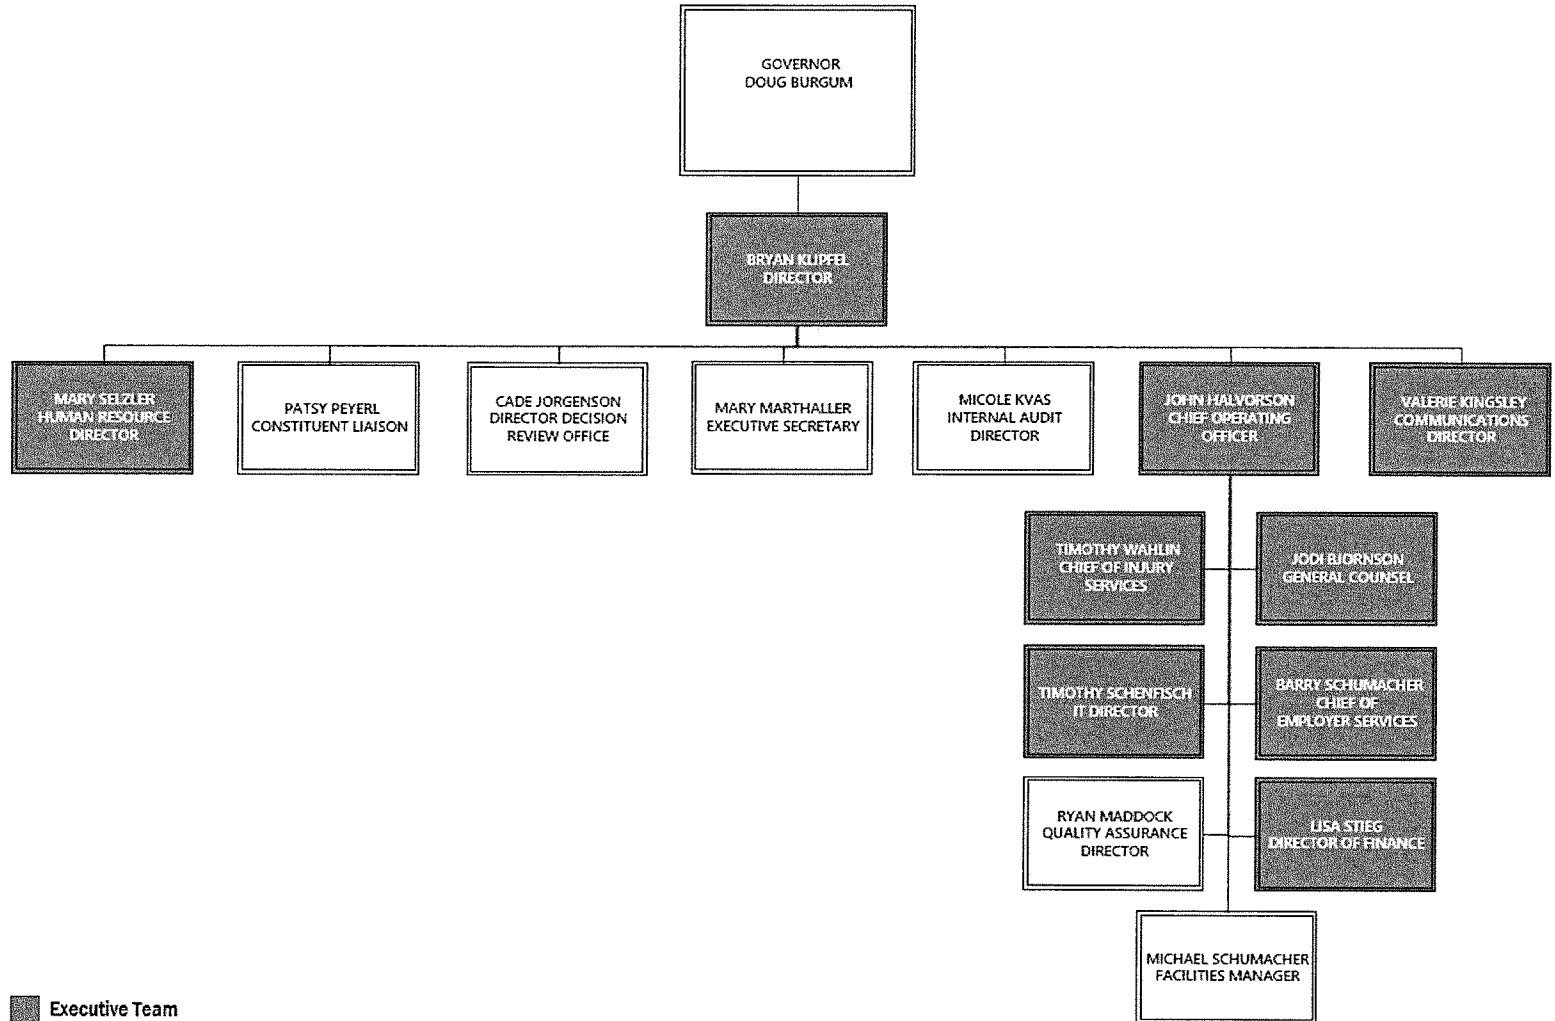 GOVERNOR
DOUG BURGUM
BRYAN KLIPFEL
DIRECTOR
MARY SELZLER
HUMAN RESOURCE
DIRECTOR
PATSY PEYERL
CONSTITUENT LIAISON
CADE JORGENSON
DIRECTOR DECISION
REVIEW OFFICE
MARY MARTHALLER
EXECUTIVE SECRETARY
MICOLE KVAS
INTERNAL AUDIT
DIRECTOR
JOHN HALVORSON
CHIEF OPERATING
OFFICER
VALERIE KINGSLEY
COMMUNICATIONS
DIRECTOR
TIMOTHY WAHLIN
CHIEF OF INJURY
SERVICES
JODI BJORNSON
GENERAL COUNSEL
TIMOTHY SCHENFISCH
IT DIRECTOR
BARRY SCHUMACHER
CHIEF OF
EMPLOYER SERVICES
RYAN MADDOCK
QUALITY ASSURANCE
DIRECTOR
LISA STIEG
DIRECTOR OF FINANCE
MICHAEL SCHUMACHER
FACILITIES MANAGER
Executive Team